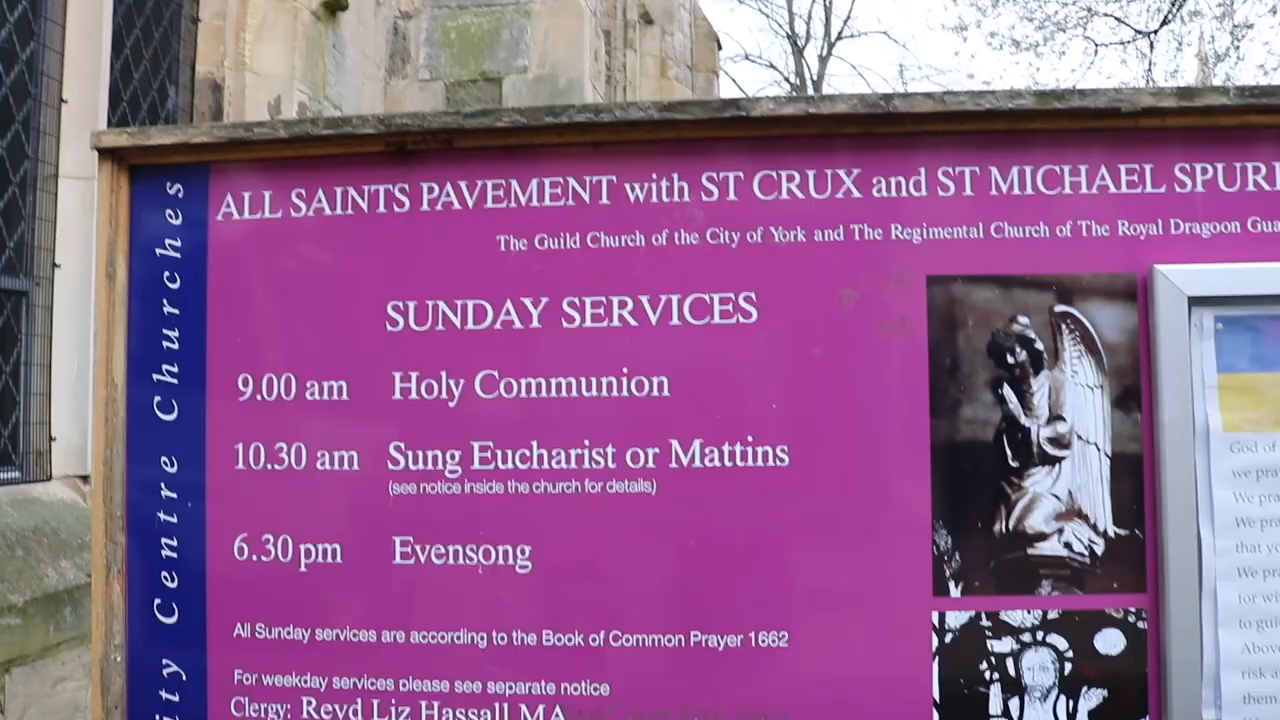 ity Centre Churches
ALL SAINTS PAVEMENT with ST CRUX and ST MICHAEL SPURR
The Guild Church of the City of York and The Regimental Church of The Royal Dragoon Gua
SUNDAY SERVICES
9.00 am Holy Communion
10.30 am Sung Eucharist or Mattins
(see notice inside the church for details)
6.30 pm Evensong
All Sunday services are according to the Book of Common Prayer 1662
For weekday services please see separate notice
Clergy: Revd Liz Hassall MA
God of
we pra
We pra
We pra
that yo
We pra
for wi
to gui
Above
risk a
them.